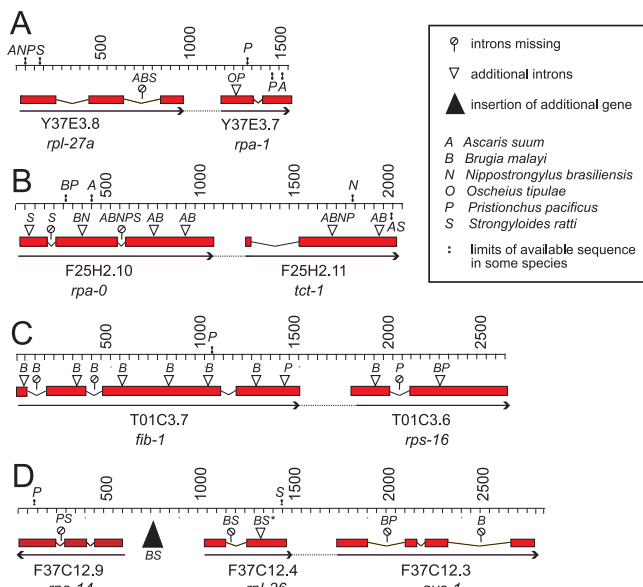 A
500
1000
1500
ANPS
P
P A
ABS
OP
Y37E3.8
Y37E3.7
rpl-27a
rpa-1
introns missing
additional introns
insertion of additional gene
A Ascaris suum
B Brugia malayi
N Nippostrongylus brasiliensis
O Oscheius tipulae
P Pristionchus pacificus
S Strongyloides ratti
limits of available sequence
in some species
B
500
1000
1500
2000
BP
A
N
AS
S
S
BN
ABNPS
AB
AB
ABNP
AB
F25H2.10
F25H2.11
rpa-0
tct-1
C
500
1000
1500
2000
2500
P
B
B
B
B
B
B
B
B
P
B
P
BP
T01C3.7
T01C3.6
fib-1
rps-16
D
500
1000
1500
2000
2500
P
S
PS
BS
BS
BS*
BP
B
F37C12.9
F37C12.4
F37C12.3